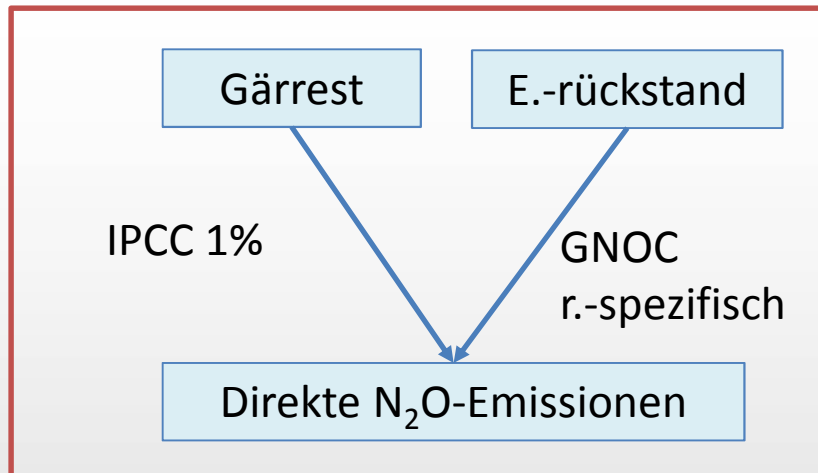 Gärrest
E.-rückstand
IPCC 1%
GNOC
r.-spezifisch
Direkte N₂O-Emissionen